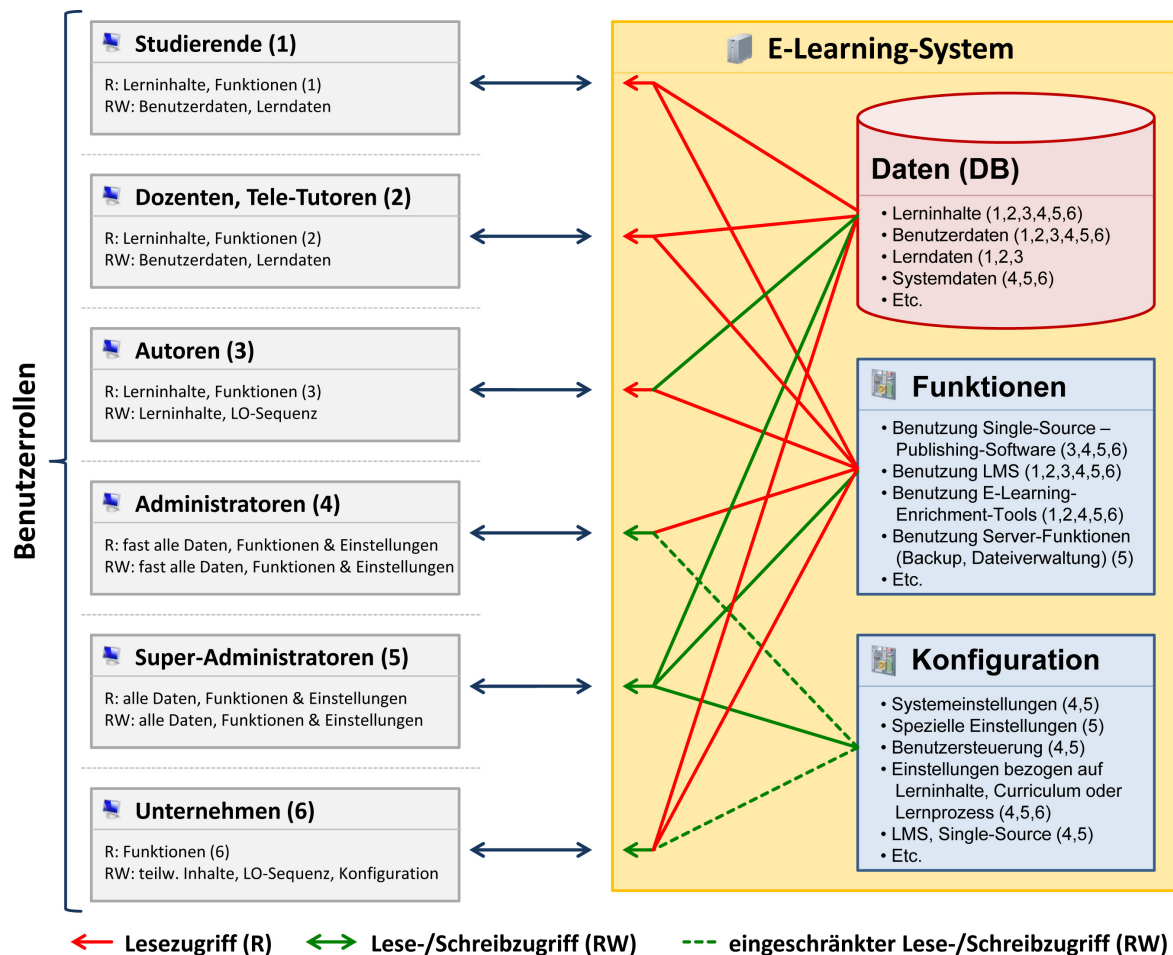 Benutzerrollen
Studierende (1)
R: Lerninhalte, Funktionen (1)
RW: Benutzerdaten, Lerndaten
Dozenten, Tele-Tutoren (2)
R: Lerninhalte, Funktionen (2)
RW: Benutzerdaten, Lerndaten
Autoren (3)
R: Lerninhalte, Funktionen (3)
RW: Lerninhalte, LO-Sequenz
Administratoren (4)
R: fast alle Daten, Funktionen & Einstellungen
RW: fast alle Daten, Funktionen & Einstellungen
Super-Administratoren (5)
R: alle Daten, Funktionen & Einstellungen
RW: alle Daten, Funktionen & Einstellungen
Unternehmen (6)
R: Funktionen (6)
RW: teilw. Inhalte, LO-Sequenz, Konfiguration
E-Learning-System
Daten (DB)
• Lerninhalte (1,2,3,4,5,6)
• Benutzerdaten (1,2,3,4,5,6)
• Lerndaten (1,2,3
• Systemdaten (4,5,6)
• Etc.
Funktionen
• Benutzung Single-Source –
Publishing-Software (3,4,5,6)
• Benutzung LMS (1,2,3,4,5,6)
• Benutzung E-Learning-
Enrichment-Tools (1,2,4,5,6)
• Benutzung Server-Funktionen
(Backup, Dateiverwaltung) (5)
• Etc.
Konfiguration
• Systemeinstellungen (4,5)
• Spezielle Einstellungen (5)
• Benutzersteuerung (4,5)
• Einstellungen bezogen auf
Lerninhalte, Curriculum oder
Lernprozess (4,5,6)
• LMS, Single-Source (4,5)
• Etc.
Lesezugriff (R)
Lese-/Schreibzugriff (RW)
eingeschränkter Lese-/Schreibzugriff (RW)